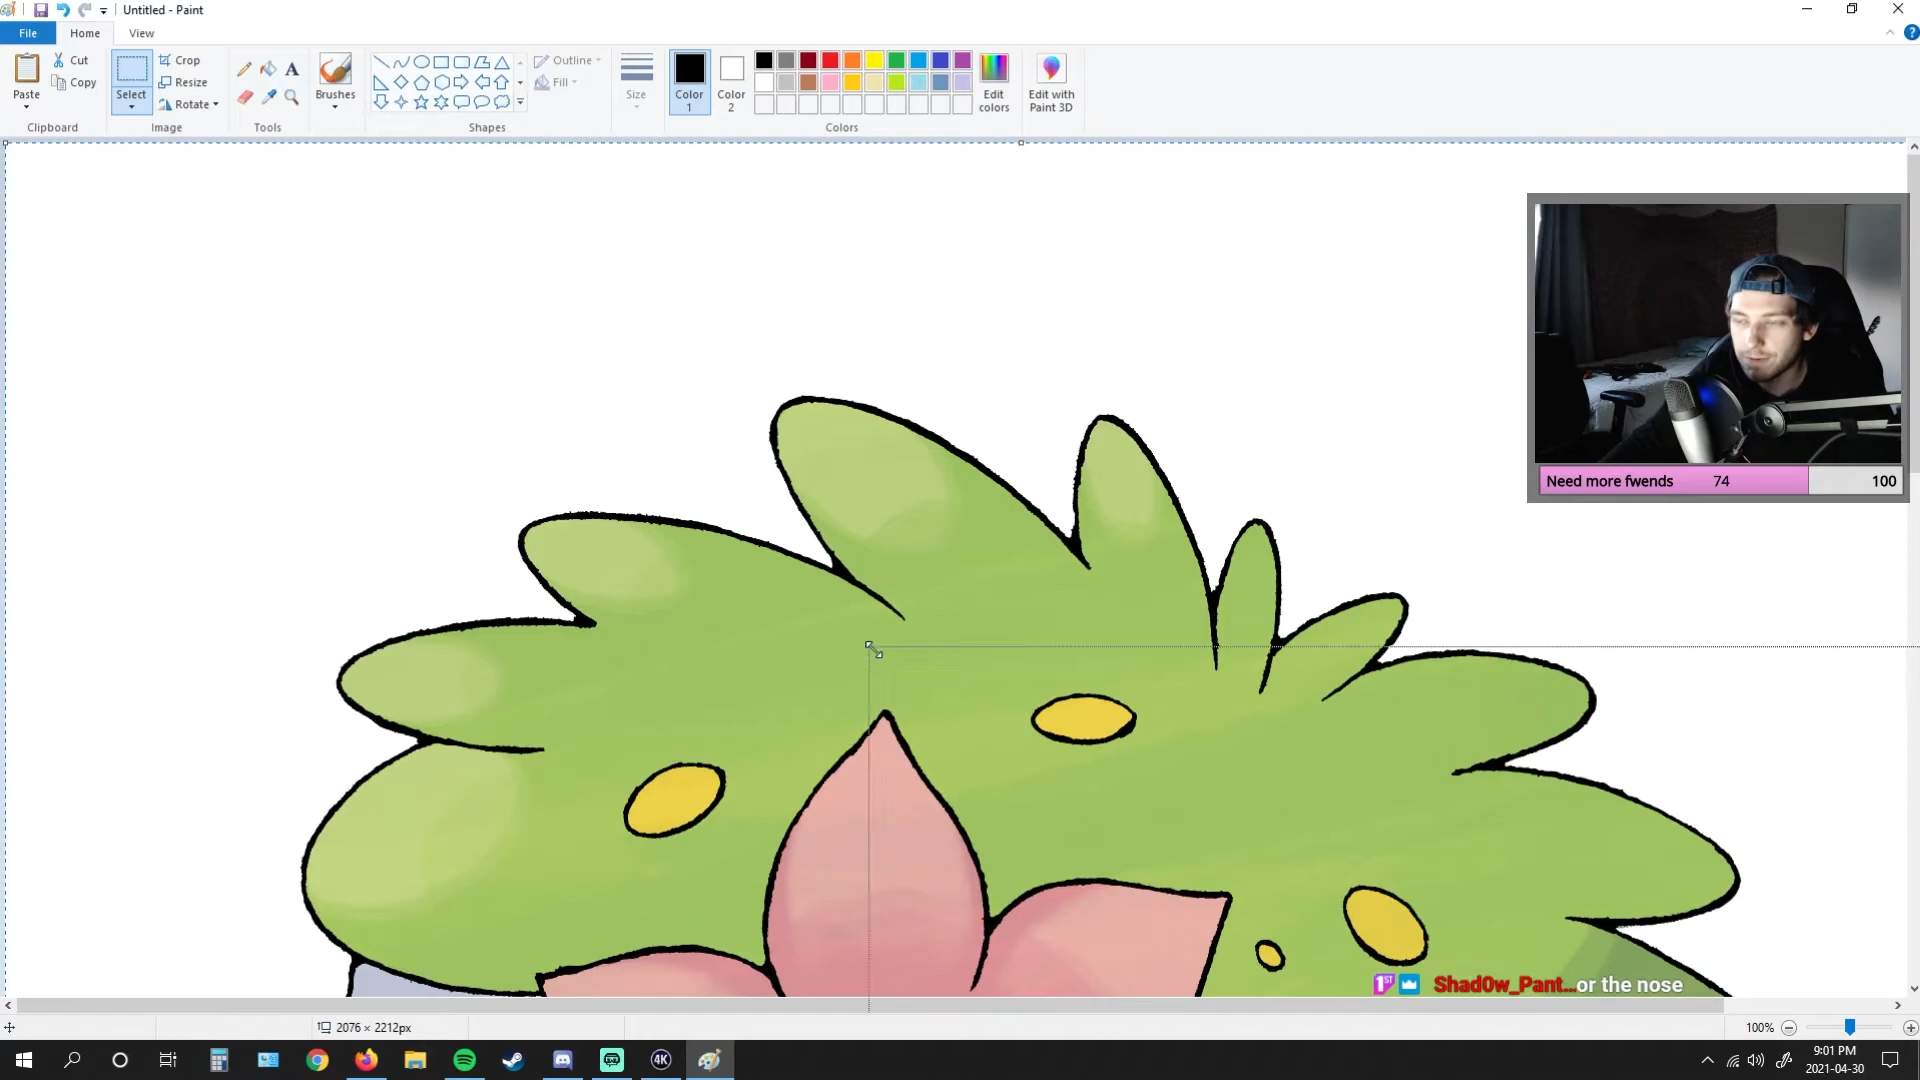 Untitled - Paint
File
Home
View
Paste
Cut
Copy
Clipboard
Select
Crop
Resize
Rotate
Image
Tools
Brushes
Shapes
Outline
Fill
Size
Color 1
Color 2
Edit colors
Edit with Paint 3D
Colors
Need more fwends 74 100
1ST Shad0w_Pant...or the nose
2076 × 2212px
100%
4K
9:01 PM
2021-04-30